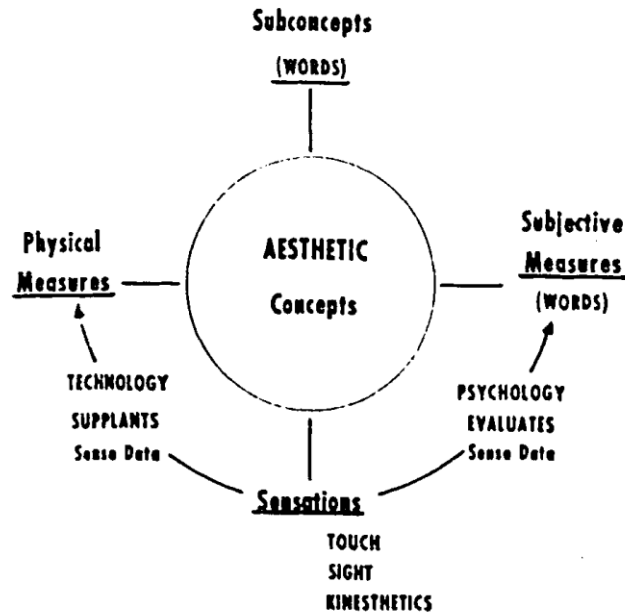 Subconcepts
(WORDS)
Physical
Measures
AESTHETIC
Concepts
Subjective
Measures
(WORDS)
TECHNOLOGY
SUPPLANTS
Sense Data
PSYCHOLOGY
EVALUATES
Sense Data
Sensations
TOUCH
SIGHT
KINESTHETICS